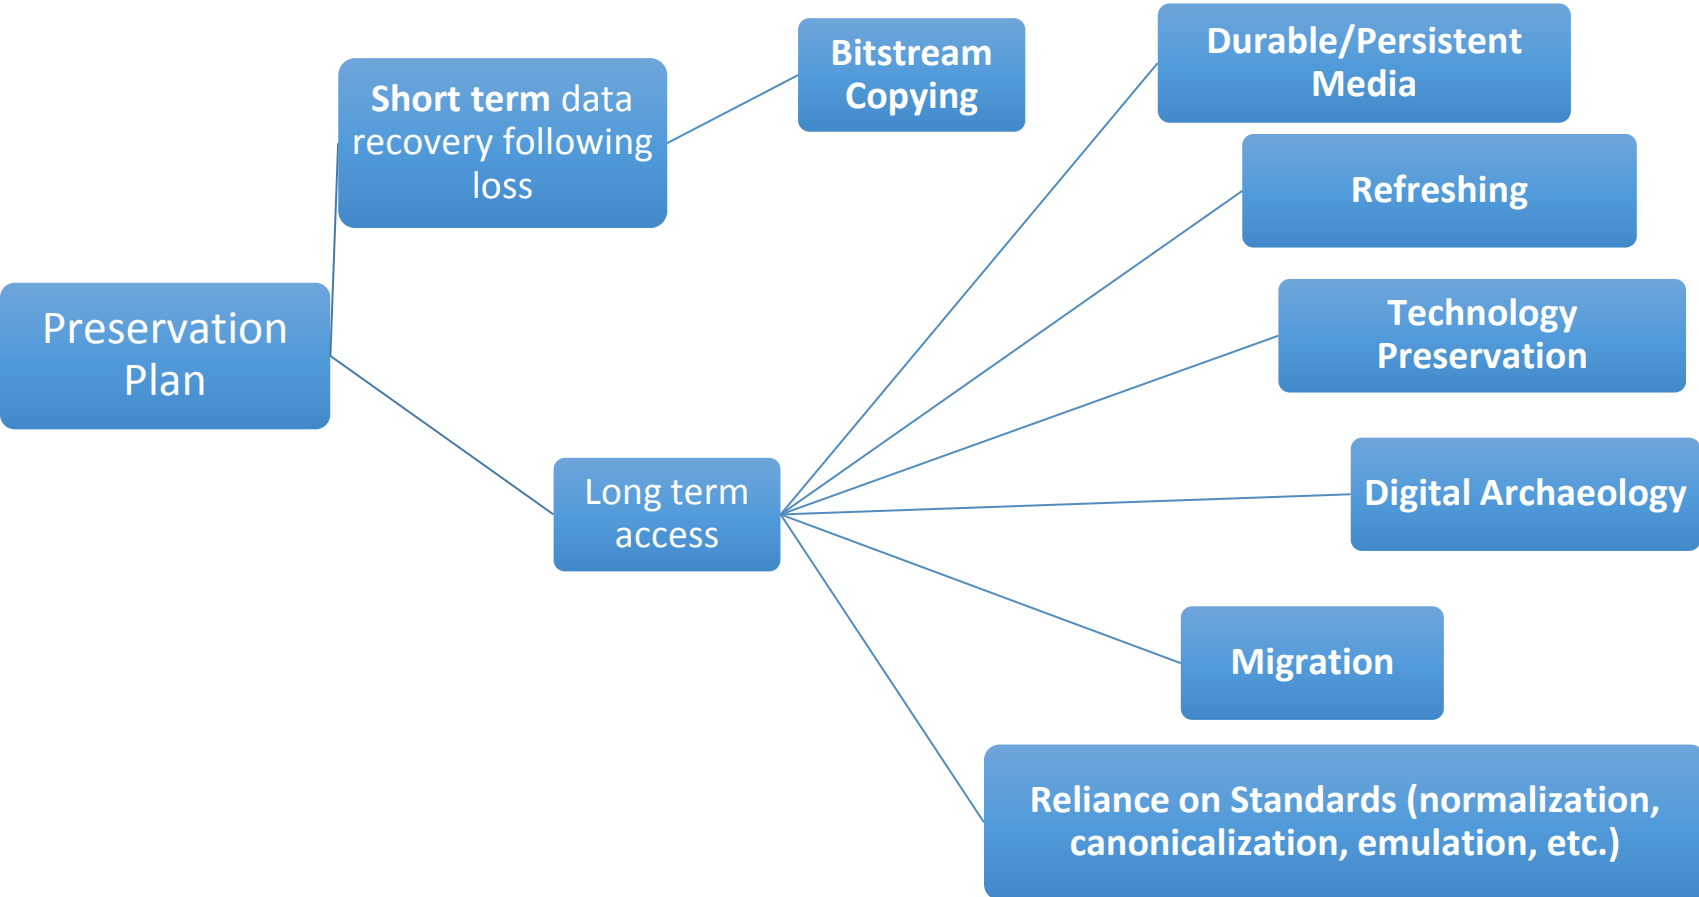 Preservation
Plan
Short term data
recovery following
loss
Bitstream
Copying
Long term
access
Durable/Persistent
Media
Refreshing
Technology
Preservation
Digital Archaeology
Migration
Reliance on Standards (normalization,
canonicalization, emulation, etc.)